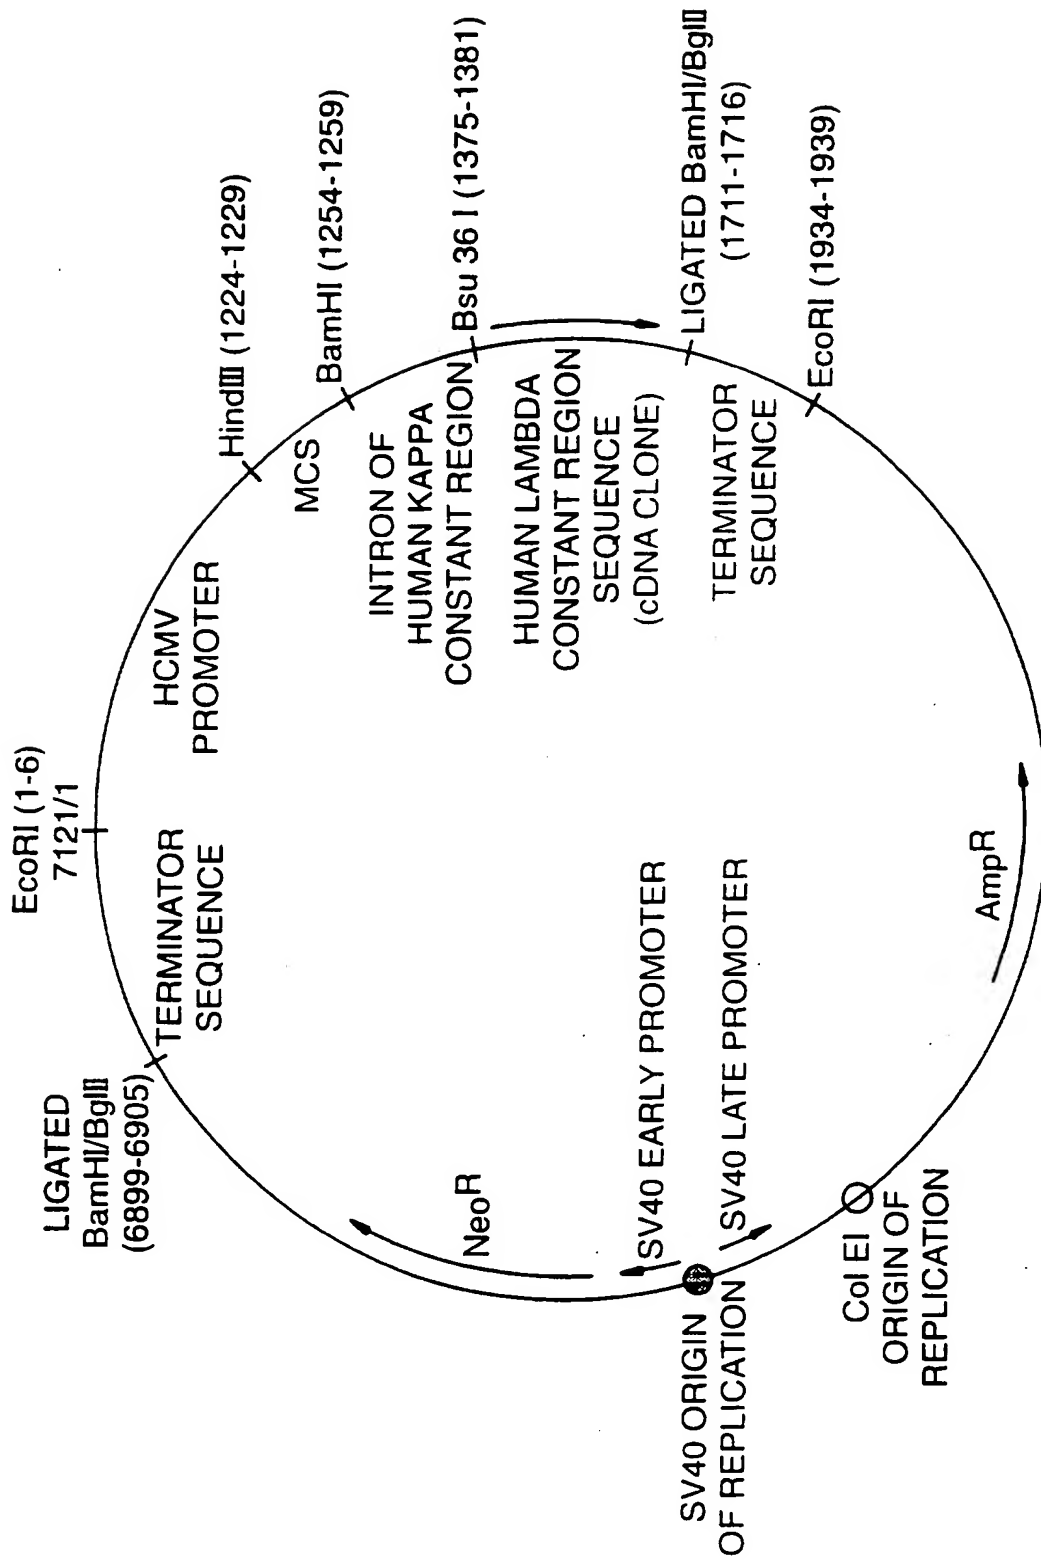 EcoRI (1-6)
7121/1
HCMV
PROMOTER
HindⅢ (1224-1229)
MCS
BamHI (1254-1259)
INTRON OF
HUMAN KAPPA
CONSTANT REGION
Bsu 36 I (1375-1381)
HUMAN LAMBDA
CONSTANT REGION
SEQUENCE
(cDNA CLONE)
LIGATED BamHI/BglⅡ
(1711-1716)
TERMINATOR
SEQUENCE
EcoRI (1934-1939)
AmpR
Col EI
ORIGIN OF
REPLICATION
SV40 LATE PROMOTER
SV40 EARLY PROMOTER
SV40 ORIGIN
OF REPLICATION
NeoR
LIGATED
BamHI/BglⅡ
(6899-6905)
TERMINATOR
SEQUENCE